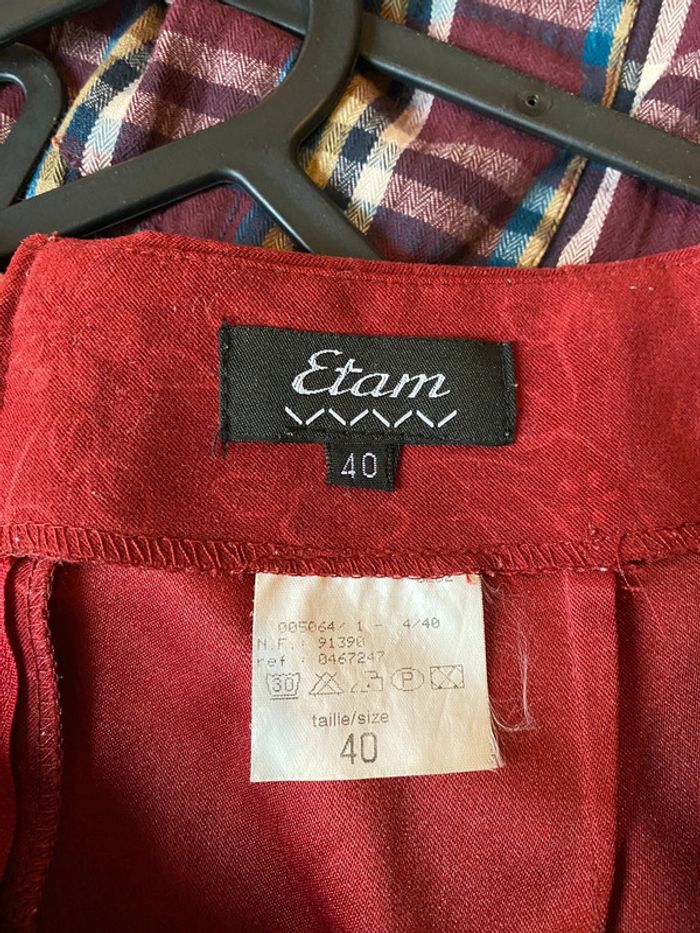 Etam
40
005064/ 1 - 4/40
N.F. : 91390
ref : 0467247
30 P
taille/size
40